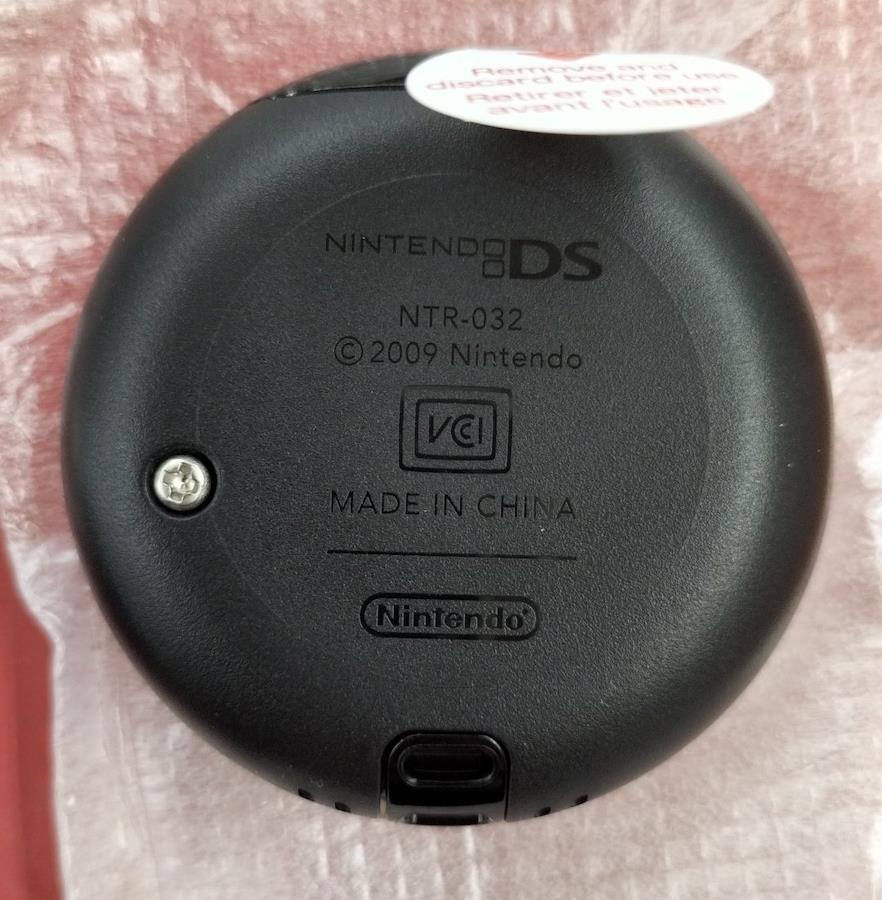 Remove and
discard before use
Retirer et jeter
avant l'usage
NINTENDO DS
NTR-032
© 2009 Nintendo
VCCI
MADE IN CHINA
Nintendo®